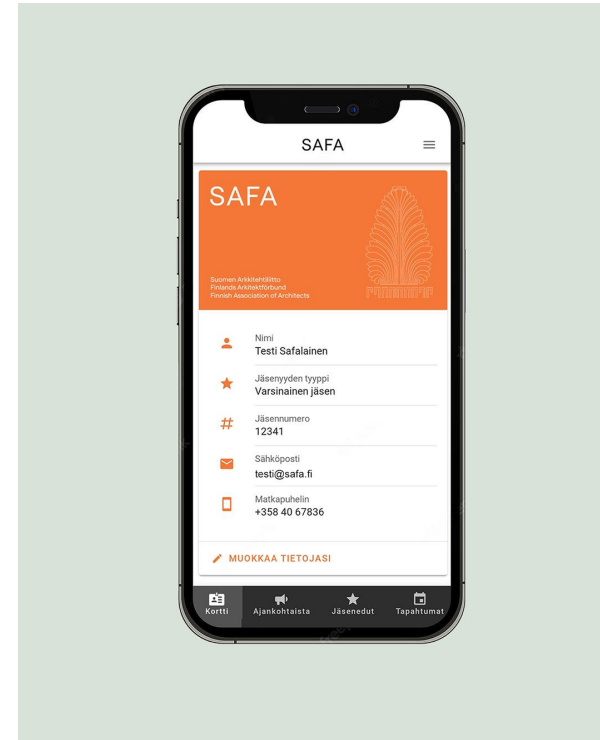 SAFA
SAFA
Suomen Arkkitehtiliitto
Finlands Arkitektförbund
Finnish Association of Architects
Nimi
Testi Safalainen
Jäsenyyden tyyppi
Varsinainen jäsen
Jäsennumero
12341
Sähköposti
testi@safa.fi
Matkapuhelin
+358 40 67836
MUOKKAA TIETOJASI
Kortti
Ajankohtaista
Jäsenedut
Tapahtumat